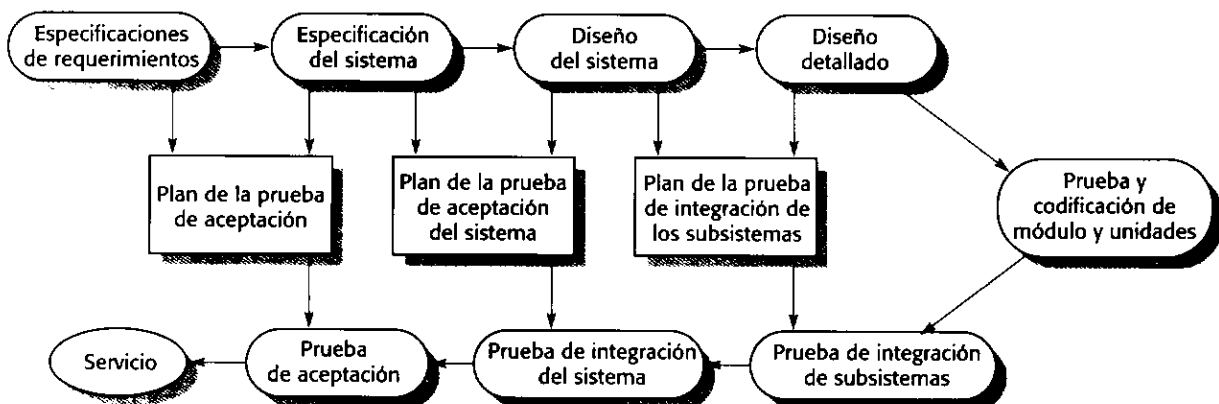 Especificaciones
de requerimientos
Especificación
del sistema
Diseño
del sistema
Diseño
detallado
Plan de la prueba
de aceptación
Plan de la prueba
de aceptación
del sistema
Plan de la prueba
de integración de
los subsistemas
Prueba y
codificación de
módulo y unidades
Servicio
Prueba
de aceptación
Prueba de integración
del sistema
Prueba de integración
de subsistemas